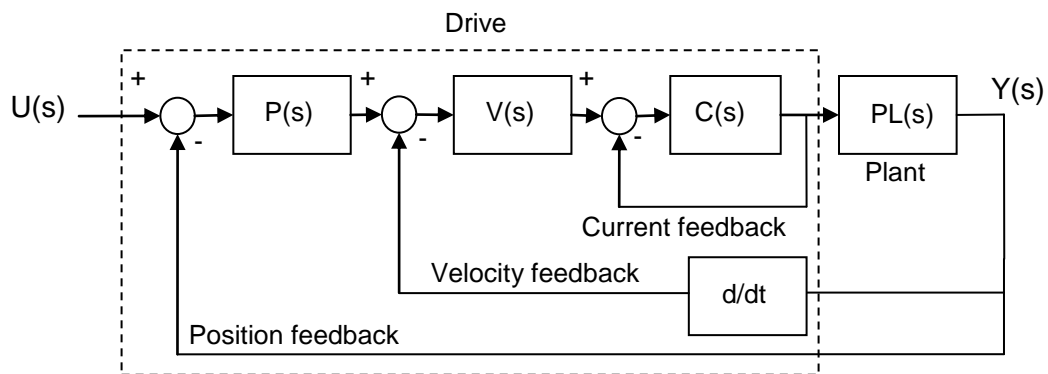 Drive
U(s)
+
-
P(s)
+
-
V(s)
+
-
C(s)
PL(s)
Plant
Y(s)
Current feedback
Velocity feedback
d/dt
Position feedback